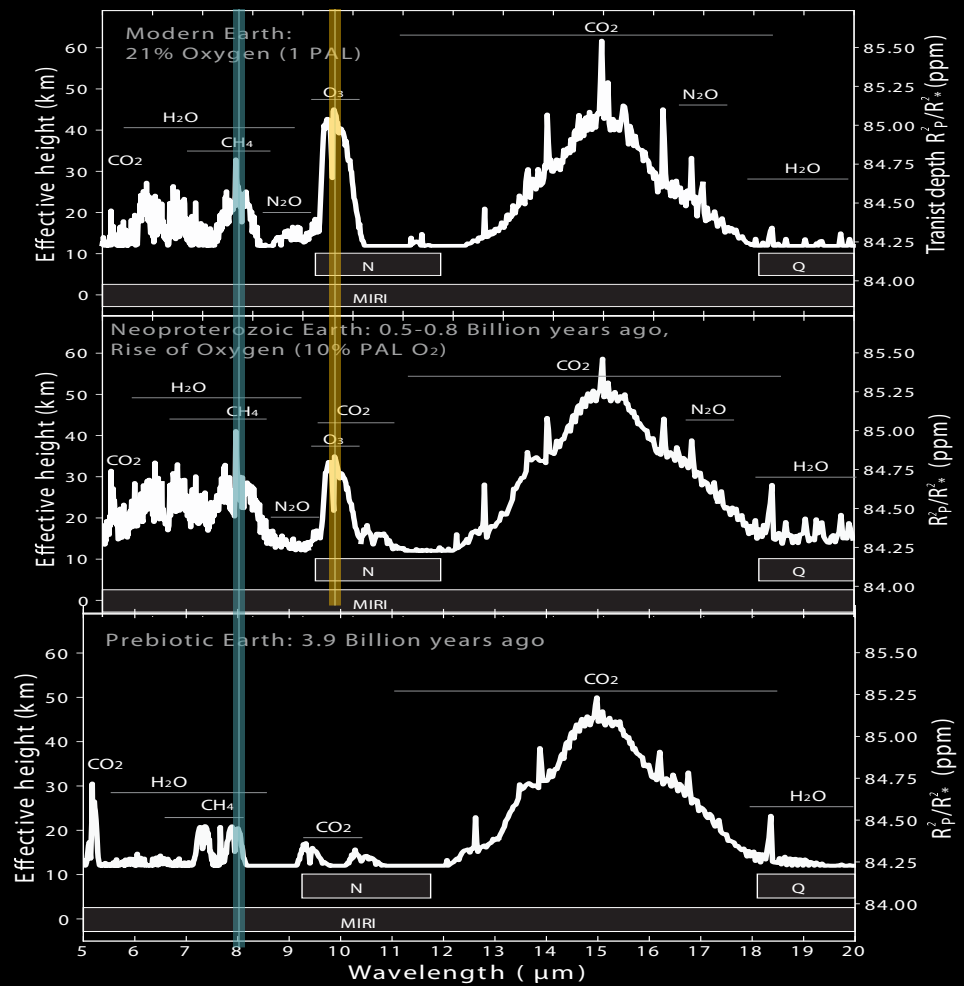 Modern Earth:
21% Oxygen (1 PAL)
Effective height (km)
60
50
40
30
20
10
0
CO₂
H₂O
CH₄
N₂O
O₃
CO₂
N₂O
H₂O
N
Q
MIRI
85.50
85.25
85.00
84.75
84.50
84.25
84.00
Tranist depth R²p/R²* (ppm)
Neoproterozoic Earth: 0.5-0.8 Billion years ago,
Rise of Oxygen (10% PAL O₂)
Effective height (km)
60
50
40
30
20
10
0
CO₂
H₂O
CH₄
N₂O
CO₂
O₃
CO₂
N₂O
H₂O
N
Q
MIRI
85.50
85.25
85.00
84.75
84.50
84.25
84.00
R²p/R²* (ppm)
Prebiotic Earth: 3.9 Billion years ago
Effective height (km)
60
50
40
30
20
10
0
CO₂
H₂O
CH₄
CO₂
CO₂
H₂O
N
Q
MIRI
85.50
85.25
85.00
84.75
84.50
84.25
84.00
R²p/R²* (ppm)
5 6 7 8 9 10 11 12 13 14 15 16 17 18 19 20
Wavelength ( μm)